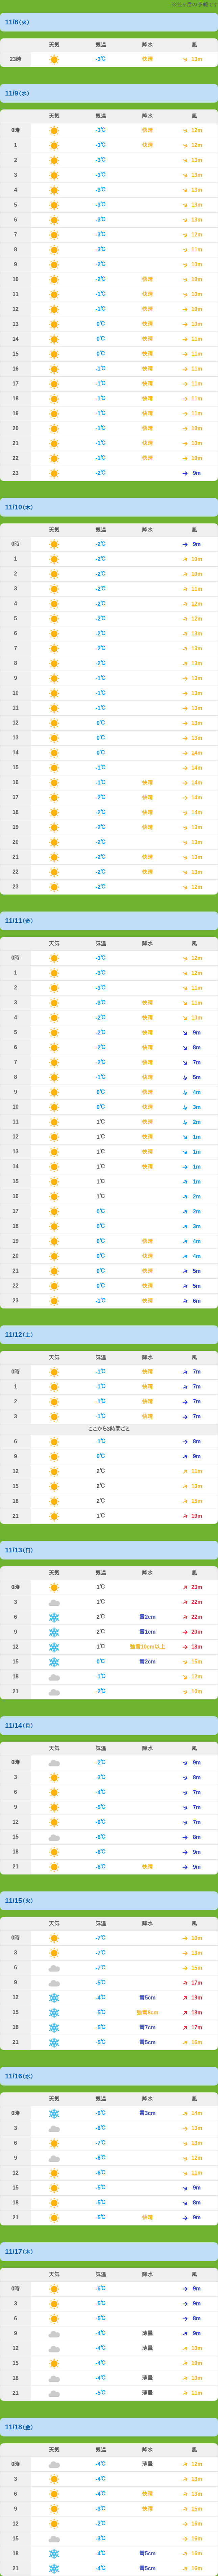 11/8(火)
天気 気温 降水 風
23時 -3℃ 快晴 13m
11/9(水)
天気 気温 降水 風
0時 -3℃ 快晴 12m
1 -3℃ 快晴 12m
2 -3℃ 13m
3 -3℃ 13m
4 -3℃ 13m
5 -3℃ 13m
6 -3℃ 13m
7 -3℃ 12m
8 -3℃ 11m
9 -2℃ 10m
10 -2℃ 快晴 10m
11 -1℃ 快晴 10m
12 -1℃ 快晴 10m
13 0℃ 快晴 10m
14 0℃ 快晴 11m
15 0℃ 快晴 11m
16 -1℃ 快晴 11m
17 -1℃ 快晴 11m
18 -1℃ 快晴 11m
19 -1℃ 快晴 11m
20 -1℃ 快晴 10m
21 -1℃ 快晴 10m
22 -1℃ 快晴 10m
23 -2℃ 9m
11/10(木)
天気 気温 降水 風
0時 -2℃ 9m
1 -2℃ 10m
2 -2℃ 10m
3 -2℃ 11m
4 -2℃ 12m
5 -2℃ 12m
6 -2℃ 13m
7 -2℃ 13m
8 -2℃ 13m
9 -1℃ 13m
10 -1℃ 13m
11 -1℃ 13m
12 0℃ 13m
13 0℃ 13m
14 0℃ 14m
15 -1℃ 14m
16 -1℃ 快晴 14m
17 -2℃ 快晴 14m
18 -2℃ 快晴 14m
19 -2℃ 快晴 13m
20 -2℃ 13m
21 -2℃ 快晴 13m
22 -2℃ 快晴 13m
23 -2℃ 12m
11/11(金)
天気 気温 降水 風
0時 -3℃ 12m
1 -3℃ 12m
2 -3℃ 11m
3 -3℃ 快晴 11m
4 -2℃ 快晴 10m
5 -2℃ 快晴 9m
6 -2℃ 快晴 8m
7 -2℃ 快晴 7m
8 -1℃ 快晴 5m
9 0℃ 快晴 4m
10 0℃ 快晴 3m
11 1℃ 快晴 2m
12 1℃ 快晴 1m
13 1℃ 快晴 1m
14 1℃ 快晴 1m
15 1℃ 1m
16 1℃ 2m
17 0℃ 2m
18 0℃ 3m
19 0℃ 快晴 4m
20 0℃ 快晴 4m
21 0℃ 快晴 5m
22 0℃ 快晴 5m
23 -1℃ 快晴 6m
11/12(土)
天気 気温 降水 風
0時 -1℃ 快晴 7m
1 -1℃ 快晴 7m
2 -1℃ 快晴 7m
3 -1℃ 快晴 7m
ここから3時間ごと
6 -1℃ 8m
9 0℃ 9m
12 2℃ 11m
15 2℃ 13m
18 2℃ 15m
21 1℃ 19m
11/13(日)
天気 気温 降水 風
0時 1℃ 23m
3 1℃ 22m
6 2℃ 雪2cm 22m
9 2℃ 雪1cm 20m
12 1℃ 強雪10cm以上 18m
15 0℃ 雪2cm 15m
18 -1℃ 12m
21 -2℃ 10m
11/14(月)
天気 気温 降水 風
0時 -2℃ 9m
3 -3℃ 8m
6 -4℃ 7m
9 -5℃ 7m
12 -6℃ 7m
15 -6℃ 8m
18 -6℃ 9m
21 -6℃ 快晴 9m
11/15(火)
天気 気温 降水 風
0時 -7℃ 10m
3 -7℃ 13m
6 -7℃ 15m
9 -5℃ 17m
12 -4℃ 雪5cm 19m
15 -5℃ 強雪8cm 18m
18 -5℃ 雪7cm 17m
21 -5℃ 雪5cm 16m
11/16(水)
天気 気温 降水 風
0時 -6℃ 雪3cm 14m
3 -6℃ 15m
6 -7℃ 13m
9 -6℃ 12m
12 -6℃ 11m
15 -5℃ 9m
18 -5℃ 8m
21 -5℃ 快晴 9m
11/17(木)
天気 気温 降水 風
0時 -6℃ 9m
3 -5℃ 9m
6 -5℃ 8m
9 -4℃ 薄曇 9m
12 -4℃ 薄曇 10m
15 -4℃ 10m
18 -4℃ 薄曇 10m
21 -5℃ 薄曇 11m
11/18(金)
天気 気温 降水 風
0時 -4℃ 薄曇 12m
3 -4℃ 13m
6 -4℃ 快晴 13m
9 -3℃ 快晴 15m
12 -2℃ 16m
15 -3℃ 16m
18 -4℃ 雪5cm 16m
21 -4℃ 雪5cm 16m